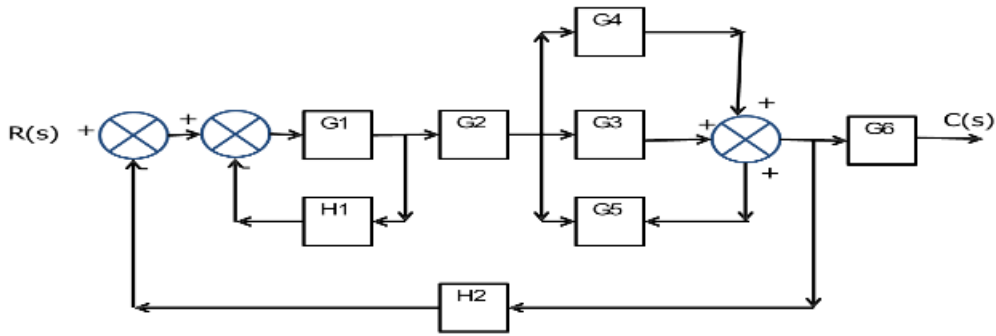 G4
R(s) + + G1 G2 G3 + + G6 C(s)
- - +
H1 G5
H2